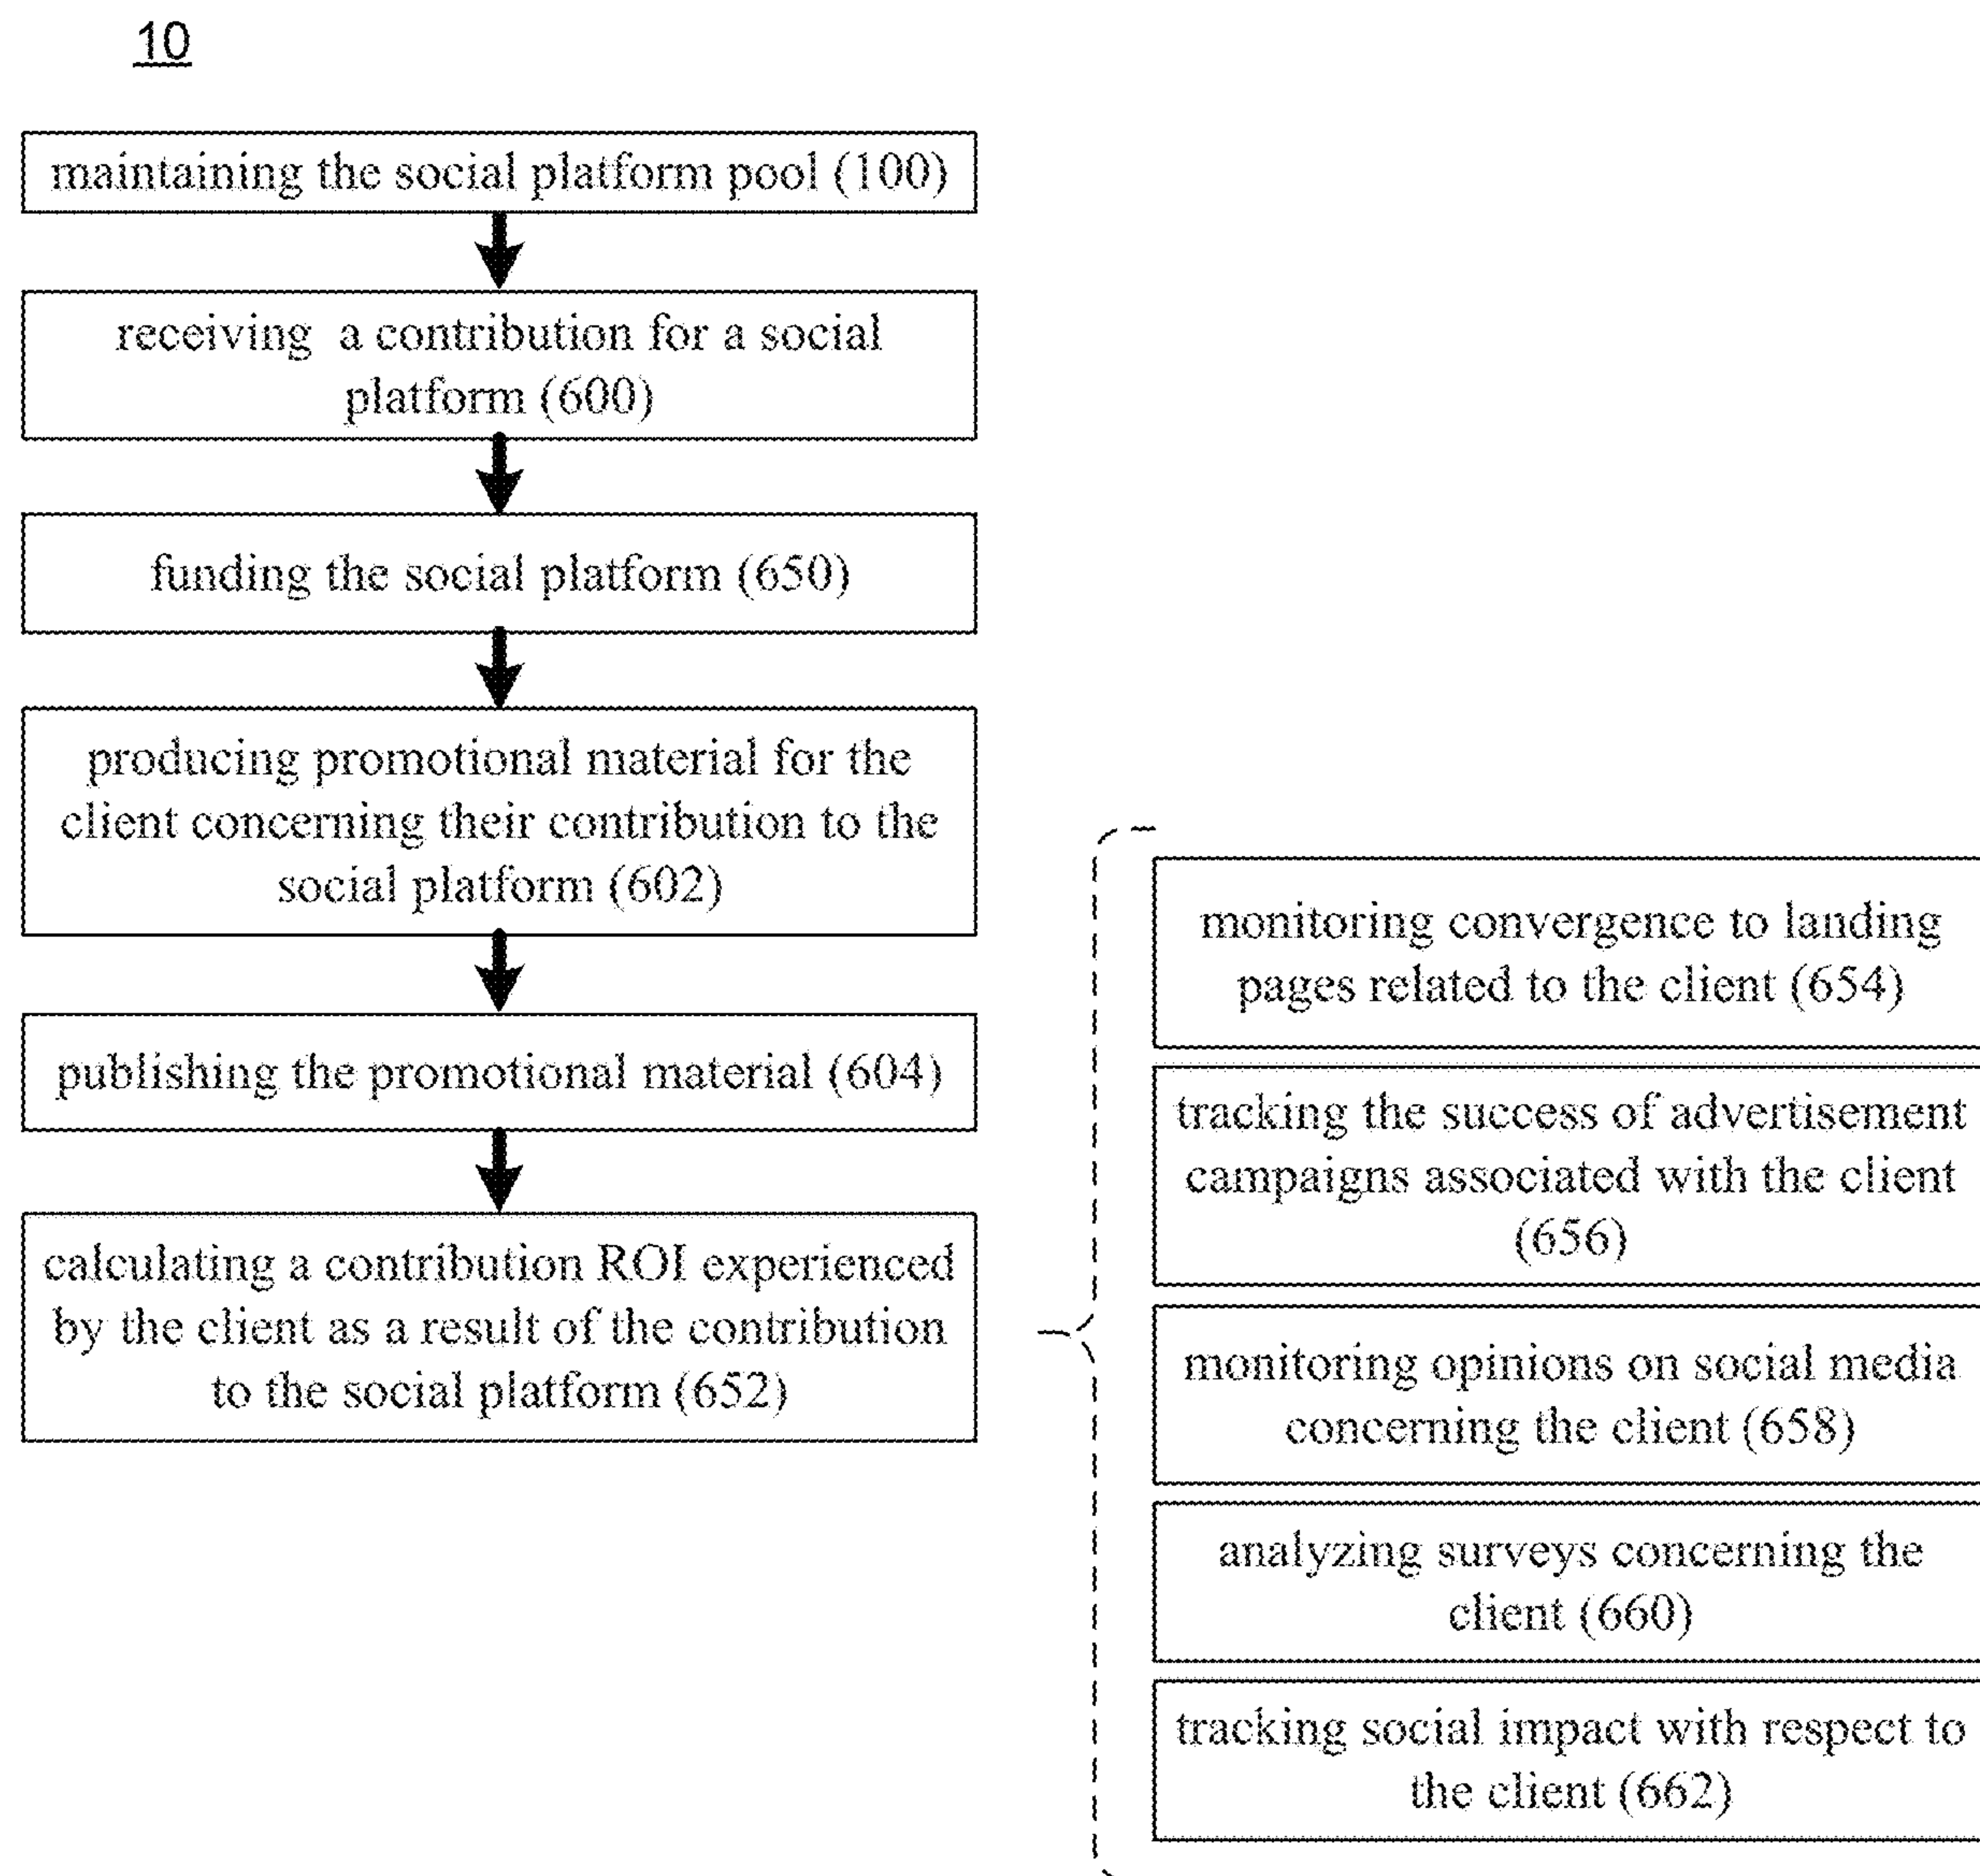 10
maintaining the social platform pool (100)
receiving a contribution for a social
platform (600)
funding the social platform (650)
producing promotional material for the
client concerning their contribution to the
social platform (602)
publishing the promotional material (604)
calculating a contribution ROI experienced
by the client as a result of the contribution
to the social platform (652)
monitoring convergence to landing
pages related to the client (654)
tracking the success of advertisement
campaigns associated with the client
(656)
monitoring opinions on social media
concerning the client (658)
analyzing surveys concerning the
client (660)
tracking social impact with respect to
the client (662)